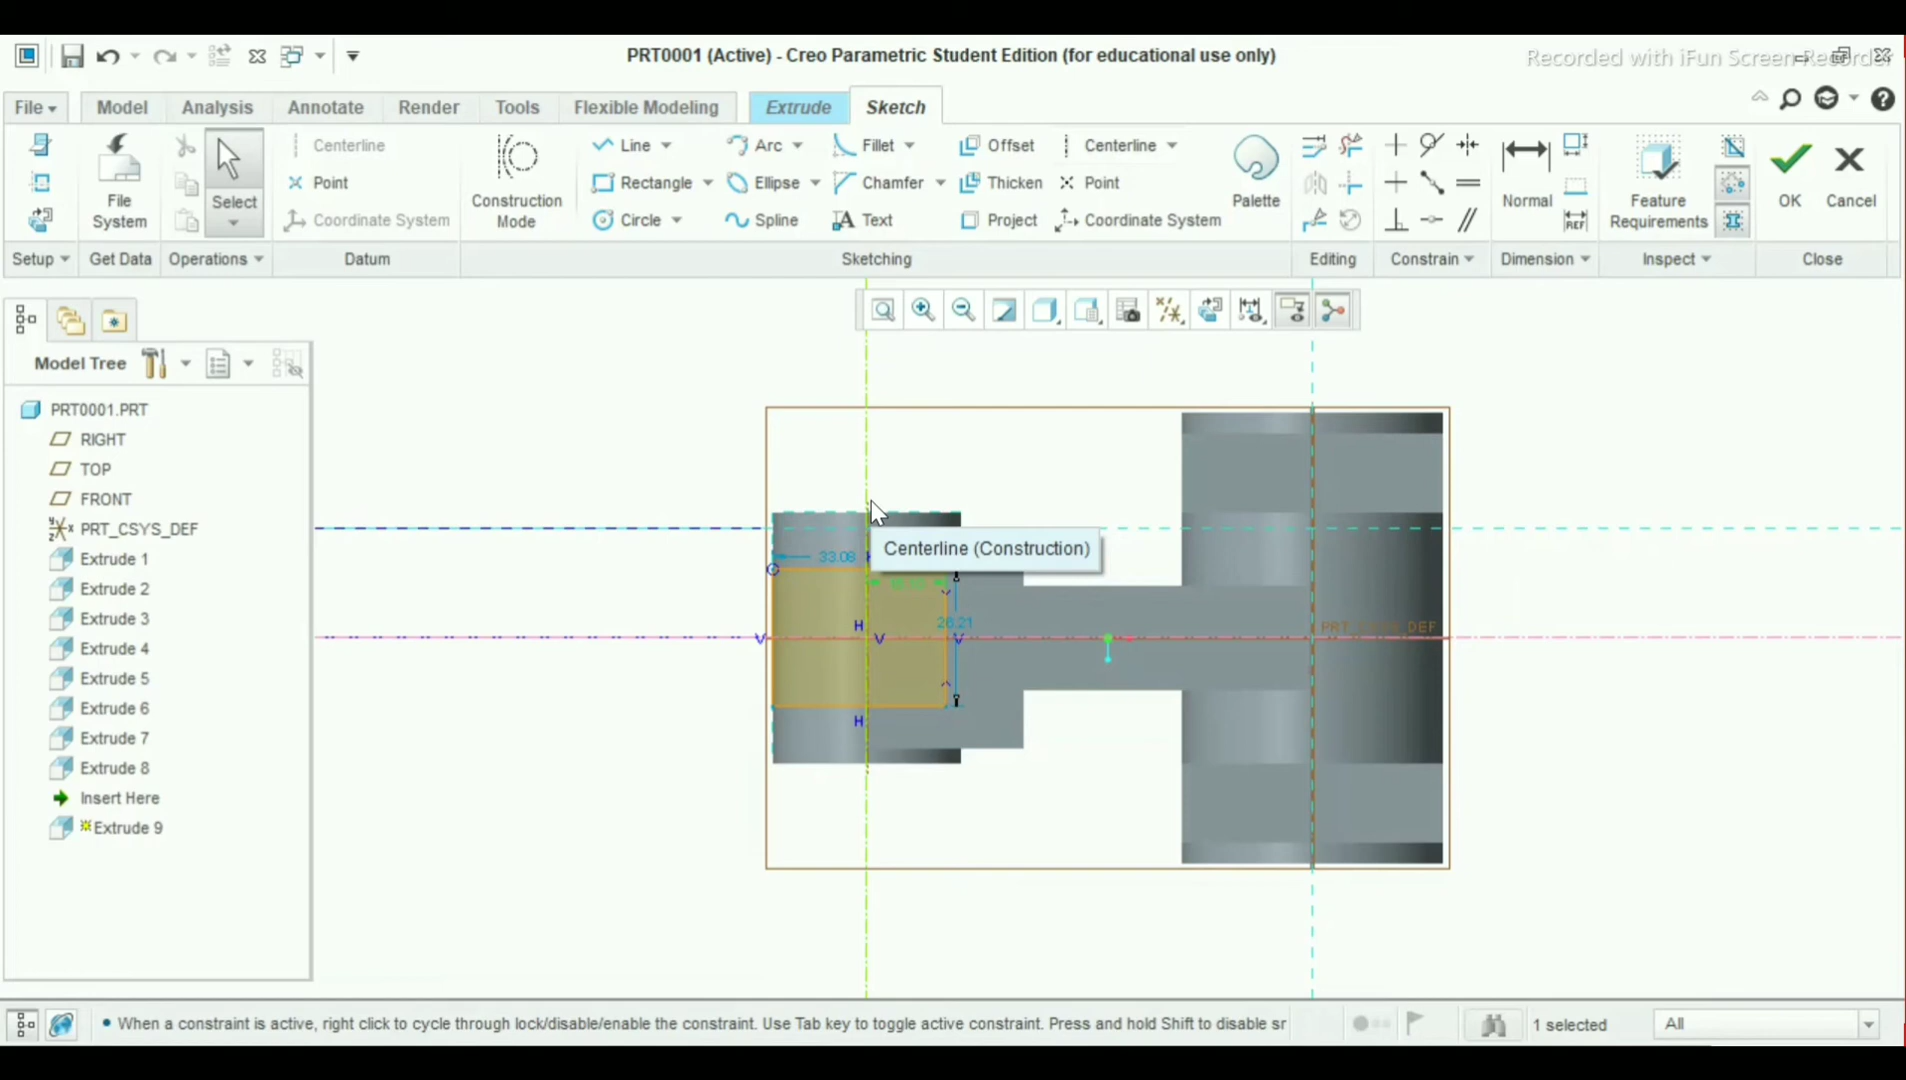 PRT0001 (Active) - Creo Parametric Student Edition (for educational use only)
Recorded with iFun Screen Recorder
File
Model
Analysis
Annotate
Render
Tools
Flexible Modeling
Extrude
Sketch
Centerline
Point
Coordinate System
File System
Select
Construction Mode
Line
Rectangle
Circle
Arc
Ellipse
Spline
Fillet
Chamfer
Text
Offset
Thicken
Project
Centerline
Point
Coordinate System
Palette
Normal
REF
Feature Requirements
OK
Cancel
Setup
Get Data
Operations
Datum
Sketching
Editing
Constrain
Dimension
Inspect
Close
Model Tree
PRT0001.PRT
RIGHT
TOP
FRONT
PRT_CSYS_DEF
Extrude 1
Extrude 2
Extrude 3
Extrude 4
Extrude 5
Extrude 6
Extrude 7
Extrude 8
Insert Here
Extrude 9
Centerline (Construction)
33.08
26.21
H
V
H
V
V
H
PRT_CSYS_DEF
When a constraint is active, right click to cycle through lock/disable/enable the constraint. Use Tab key to toggle active constraint. Press and hold Shift to disable sr
1 selected
All